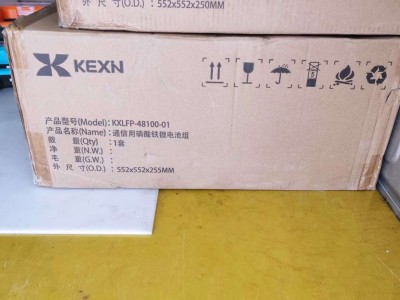 外 尺 寸(O.D.): 552x552x250MM
KEXN
产品型号(Model): KXLFP-48100-01
产品名称(Name): 通信用磷酸铁锂电池组
数 量(Qty) : 1套
净 重(N.W.) :
毛 重(G.W.) :
外 尺 寸(O.D.) : 552x552x255MM